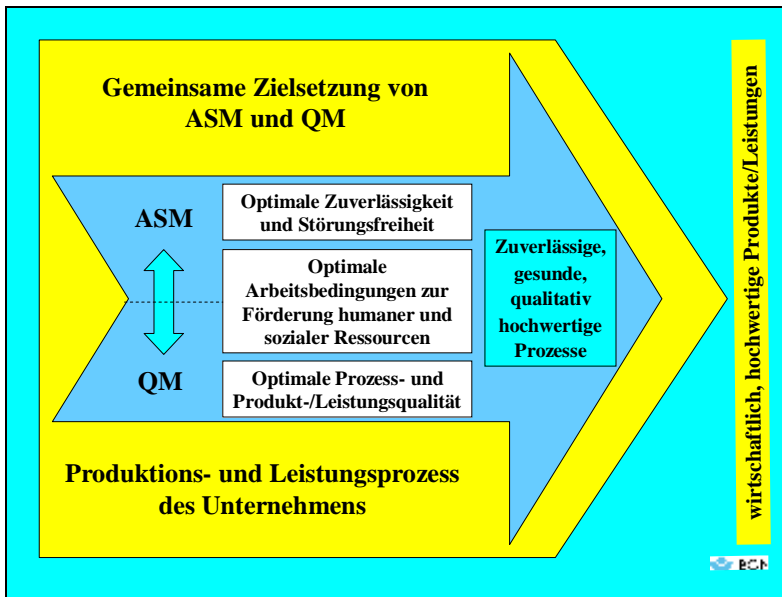 Gemeinsame Zielsetzung von
ASM und QM
ASM
QM
Optimale Zuverlässigkeit
und Störungsfreiheit
Optimale
Arbeitsbedingungen zur
Förderung humaner und
sozialer Ressourcen
Optimale Prozess- und
Produkt-/Leistungsqualität
Zuverlässige,
gesunde,
qualitativ
hochwertige
Prozesse
Produktions- und Leistungsprozess
des Unternehmens
wirtschaftlich, hochwertige Produkte/Leistungen
BGN